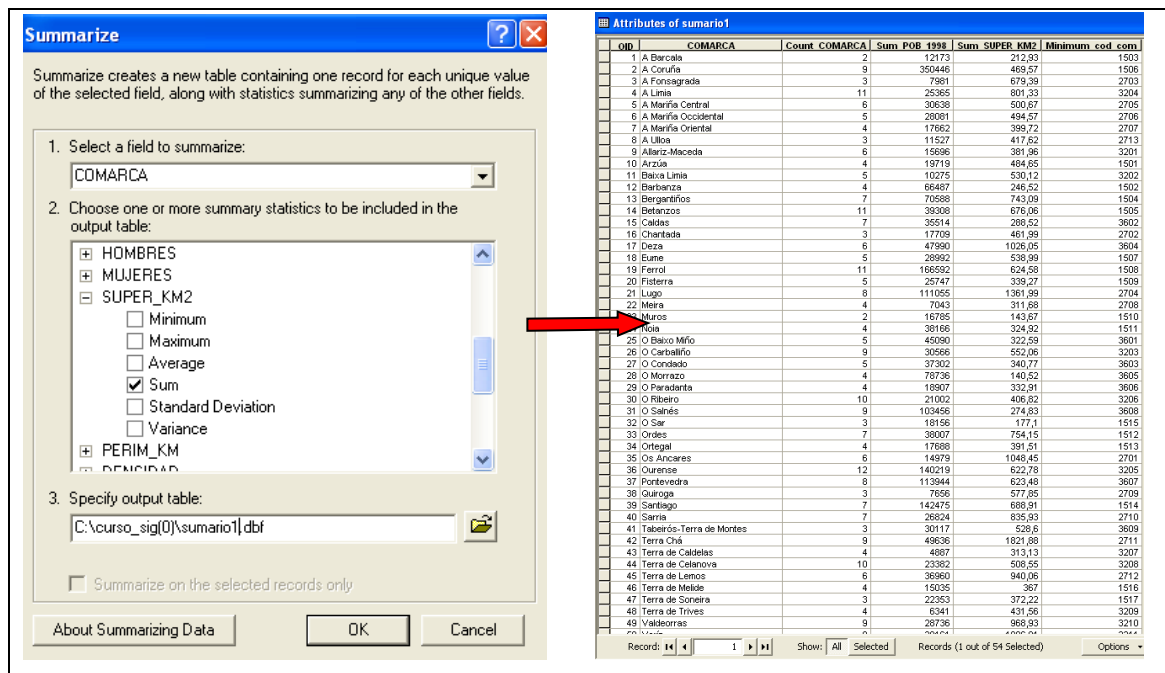 Summarize
Summarize creates a new table containing one record for each unique value
of the selected field, along with statistics summarizing any of the other fields.
1. Select a field to summarize:
COMARCA
2. Choose one or more summary statistics to be included in the
output table:
HOMBRES
MUJERES
SUPER_KM2
Minimum
Maximum
Average
Sum
Standard Deviation
Variance
PERIM_KM
DENSIDAD
3. Specify output table:
C:\curso_sig(0)\sumario1.dbf
Summarize on the selected records only
About Summarizing Data OK Cancel
Attributes of sumario1
OID COMARCA Count_COMARCA Sum_POB_1998 Sum_SUPER_KM2 Minimum_cod_com
1 A Barcala 2 12173 212,93 1503
2 A Coruña 9 350446 469,57 1506
3 A Fonsagrada 3 7981 679,39 2703
4 A Limia 11 25365 801,33 3204
5 A Mariña Central 6 30638 500,67 2705
6 A Mariña Occidental 5 28081 494,57 2706
7 A Mariña Oriental 4 17662 399,72 2707
8 A Ulloa 3 11527 417,62 2713
9 Allariz-Maceda 6 15696 381,96 3201
10 Arzúa 4 19719 484,65 1501
11 Baixa Limia 5 10275 530,12 3202
12 Barbanza 4 66487 246,52 1502
13 Bergantiños 7 70588 743,09 1504
14 Betanzos 11 39308 676,06 1505
15 Caldas 7 35514 288,52 3602
16 Chantada 3 17709 461,99 2702
17 Deza 6 47990 1026,05 3604
18 Eume 5 28992 538,99 1507
19 Ferrol 11 166592 624,58 1508
20 Fisterra 5 25747 339,27 1509
21 Lugo 8 111055 1361,99 2704
22 Meira 4 7043 311,68 2708
Muros 2 16785 143,67 1510
Noia 4 38166 324,92 1511
25 O Baixo Miño 5 45090 322,59 3601
26 O Carballiño 9 30566 552,06 3203
27 O Condado 5 37302 340,77 3603
28 O Morrazo 4 78736 140,52 3605
29 O Paradanta 4 18907 332,91 3606
30 O Ribeiro 10 21002 406,82 3206
31 O Salnés 9 103456 274,83 3608
32 O Sar 3 18156 177,1 1515
33 Ordes 7 38007 754,15 1512
34 Ortegal 4 17688 391,51 1513
35 Os Ancares 6 14979 1048,45 2701
36 Ourense 12 140219 622,78 3205
37 Pontevedra 8 113944 623,48 3607
38 Quiroga 3 7656 577,85 2709
39 Santiago 7 142475 688,91 1514
40 Sarria 7 26824 835,93 2710
41 Tabeirós-Terra de Montes 3 30117 528,6 3609
42 Terra Chá 9 49636 1821,88 2711
43 Terra de Caldelas 4 4887 313,13 3207
44 Terra de Celanova 10 23382 508,55 3208
45 Terra de Lemos 6 36960 940,06 2712
46 Terra de Melide 4 15035 367 1516
47 Terra de Soneira 3 22353 372,22 1517
48 Terra de Trives 4 6341 431,56 3209
49 Valdeorras 9 28736 968,93 3210
Record: 1 Show: All Selected Records (1 out of 54 Selected) Options